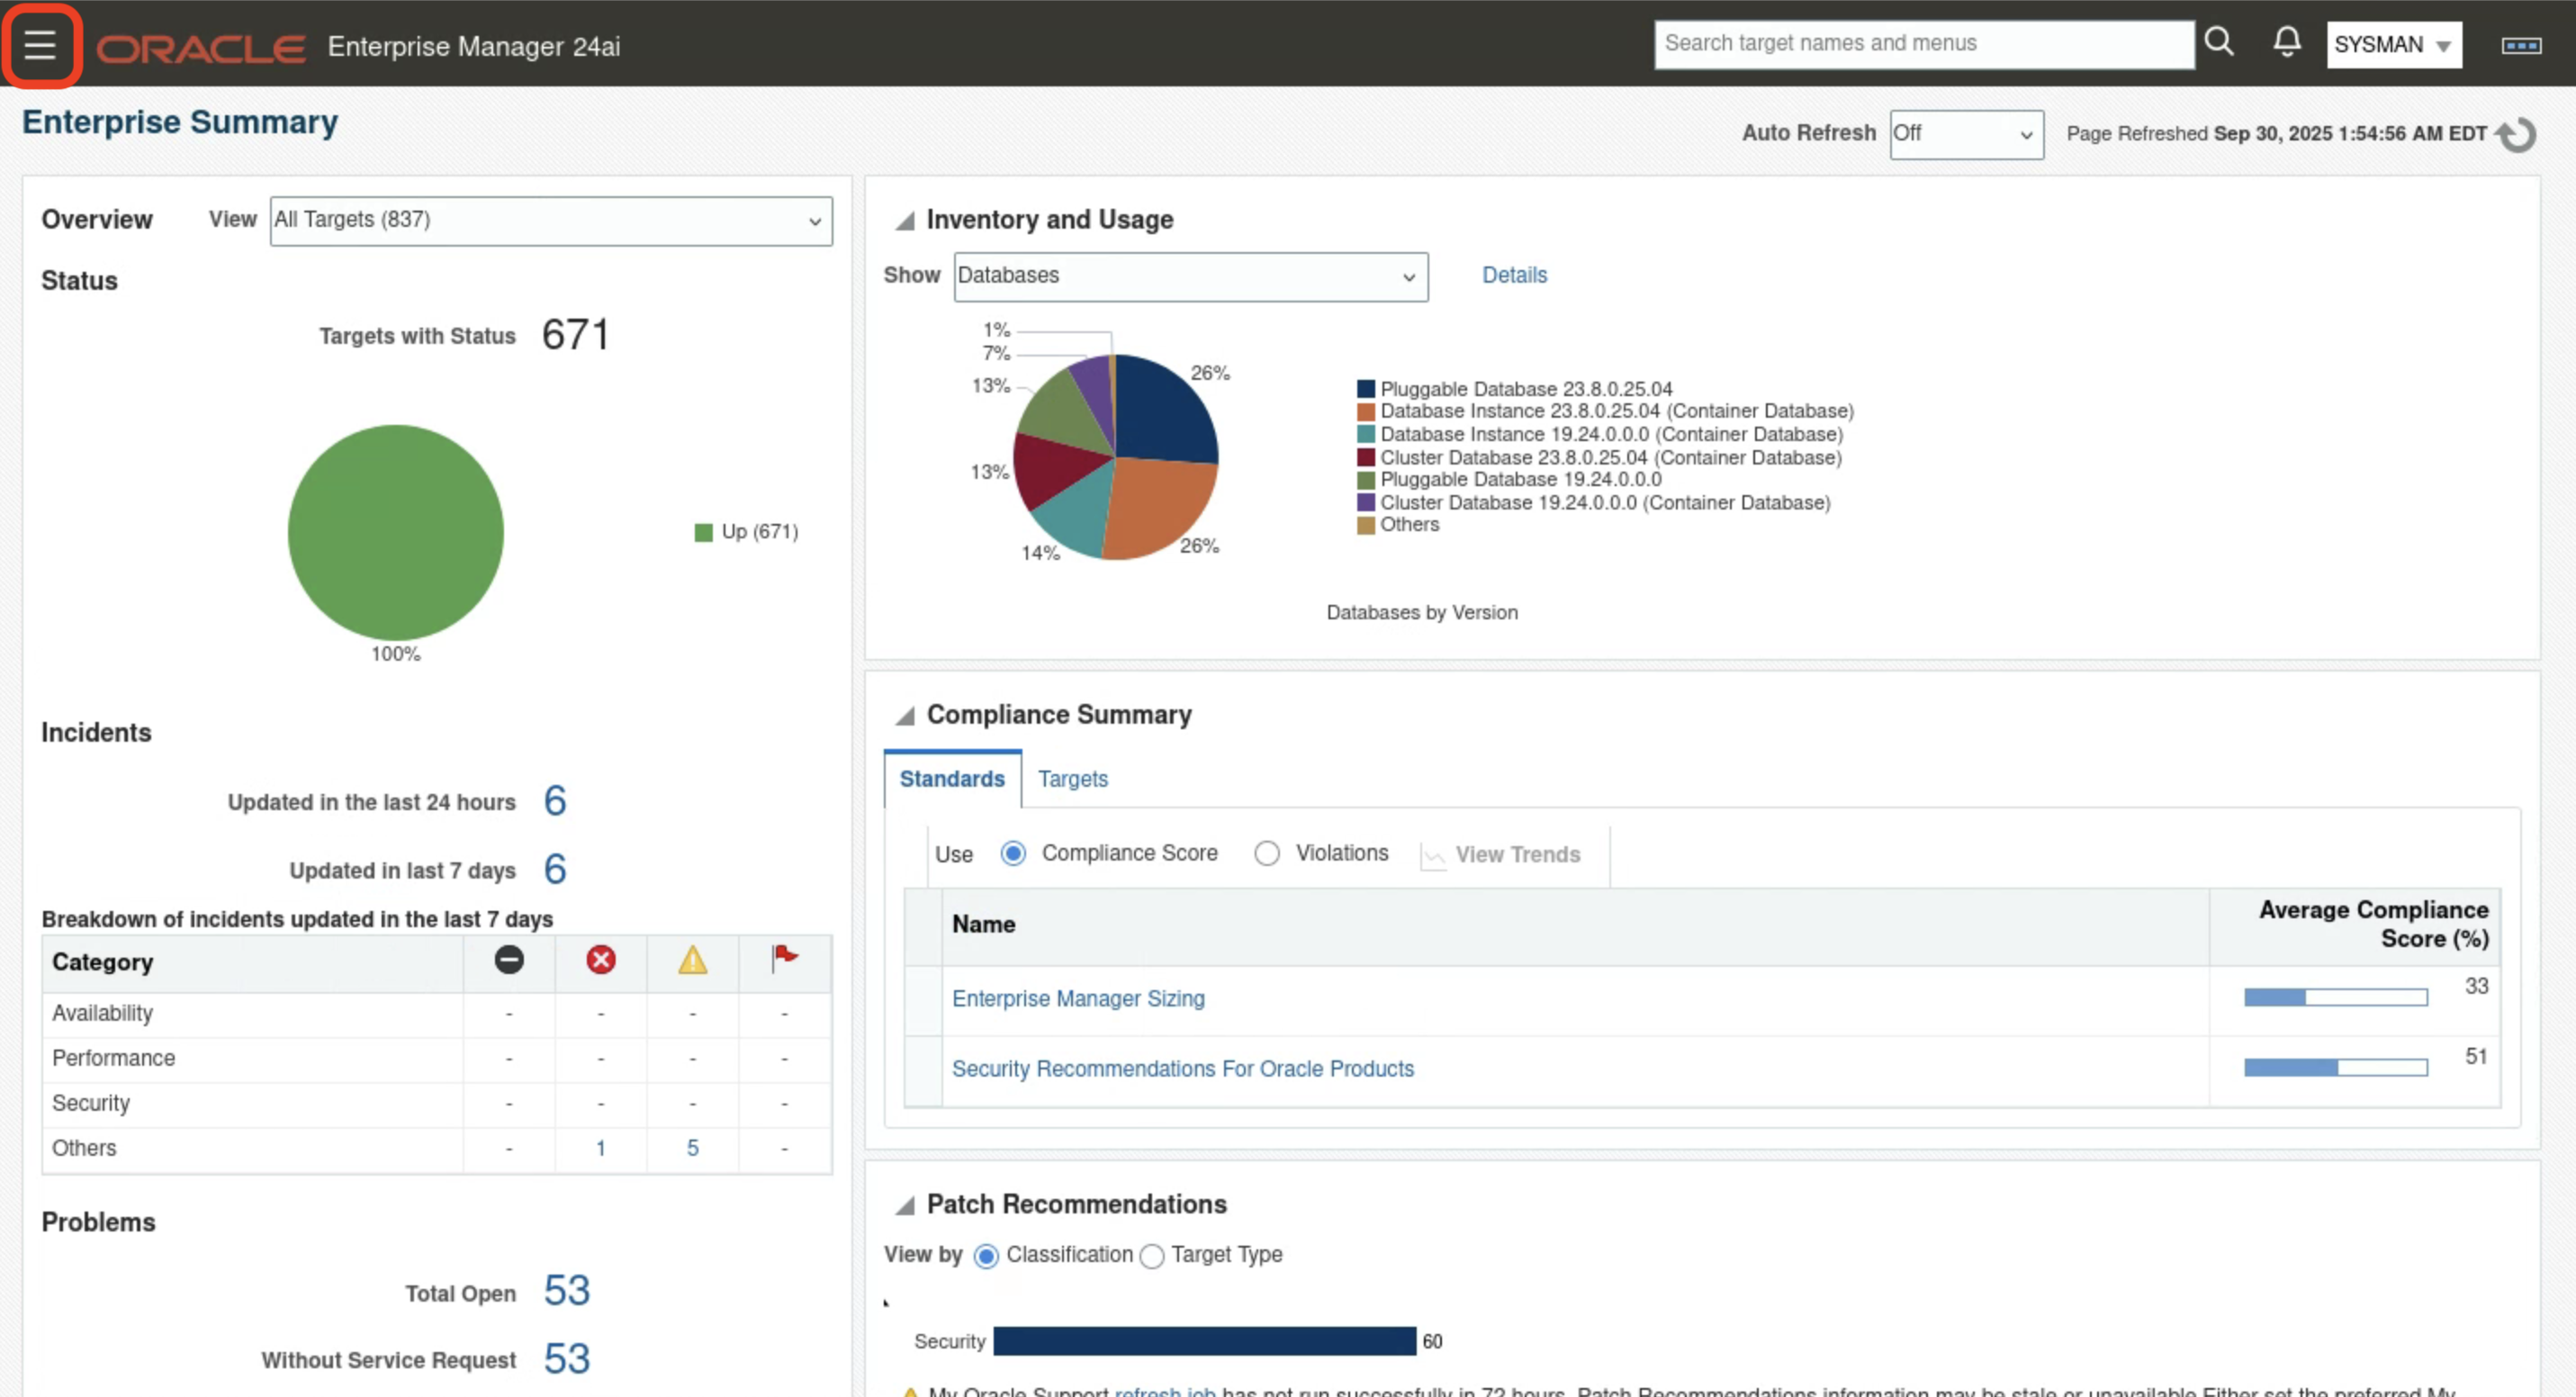 ORACLE Enterprise Manager 24ai
Search target names and menus
SYSMAN
Enterprise Summary
Auto Refresh Off Page Refreshed Sep 30, 2025 1:54:56 AM EDT
Overview View All Targets (837)
Status
Targets with Status 671
Up (671)
100%
Incidents
Updated in the last 24 hours 6
Updated in last 7 days 6
Breakdown of incidents updated in the last 7 days
Category
Availability - - - -
Performance - - - -
Security - - - -
Others - 1 5 -
Problems
Total Open 53
Without Service Request 53
Inventory and Usage
Show Databases Details
1%
7%
13%
13%
14%
26%
26%
Pluggable Database 23.8.0.25.04
Database Instance 23.8.0.25.04 (Container Database)
Database Instance 19.24.0.0.0 (Container Database)
Cluster Database 23.8.0.25.04 (Container Database)
Pluggable Database 19.24.0.0.0
Cluster Database 19.24.0.0.0 (Container Database)
Others
Databases by Version
Compliance Summary
Standards Targets
Use Compliance Score Violations View Trends
Name Average Compliance
Score (%)
Enterprise Manager Sizing 33
Security Recommendations For Oracle Products 51
Patch Recommendations
View by Classification Target Type
Security 60
My Oracle Support refresh job has not run successfully in 72 hours. Patch Recommendations information may be stale or unavailable Either set the preferred My